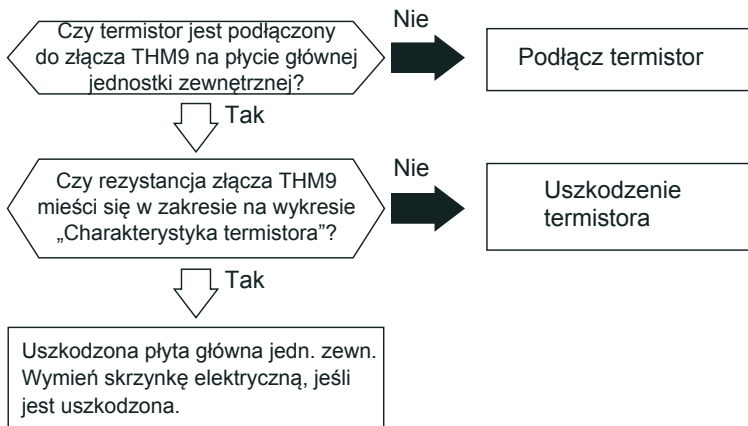 Czy termistor jest podłączony
do złącza THM9 na płycie głównej
jednostki zewnętrznej?
Nie
Podłącz termistor
Tak
Czy rezystancja złącza THM9
mieści się w zakresie na wykresie
„Charakterystyka termistora”?
Nie
Uszkodzenie
termistora
Tak
Uszkodzona płyta główna jedn. zewn.
Wymień skrzynkę elektryczną, jeśli
jest uszkodzona.